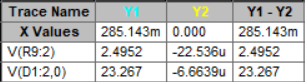 Trace Name Y1 Y2 Y1 - Y2
X Values 285.143m 0.000 285.143m
V(R9:2) 2.4952 -22.536u 2.4952
V(D1:2,0) 23.267 -6.6639u 23.267